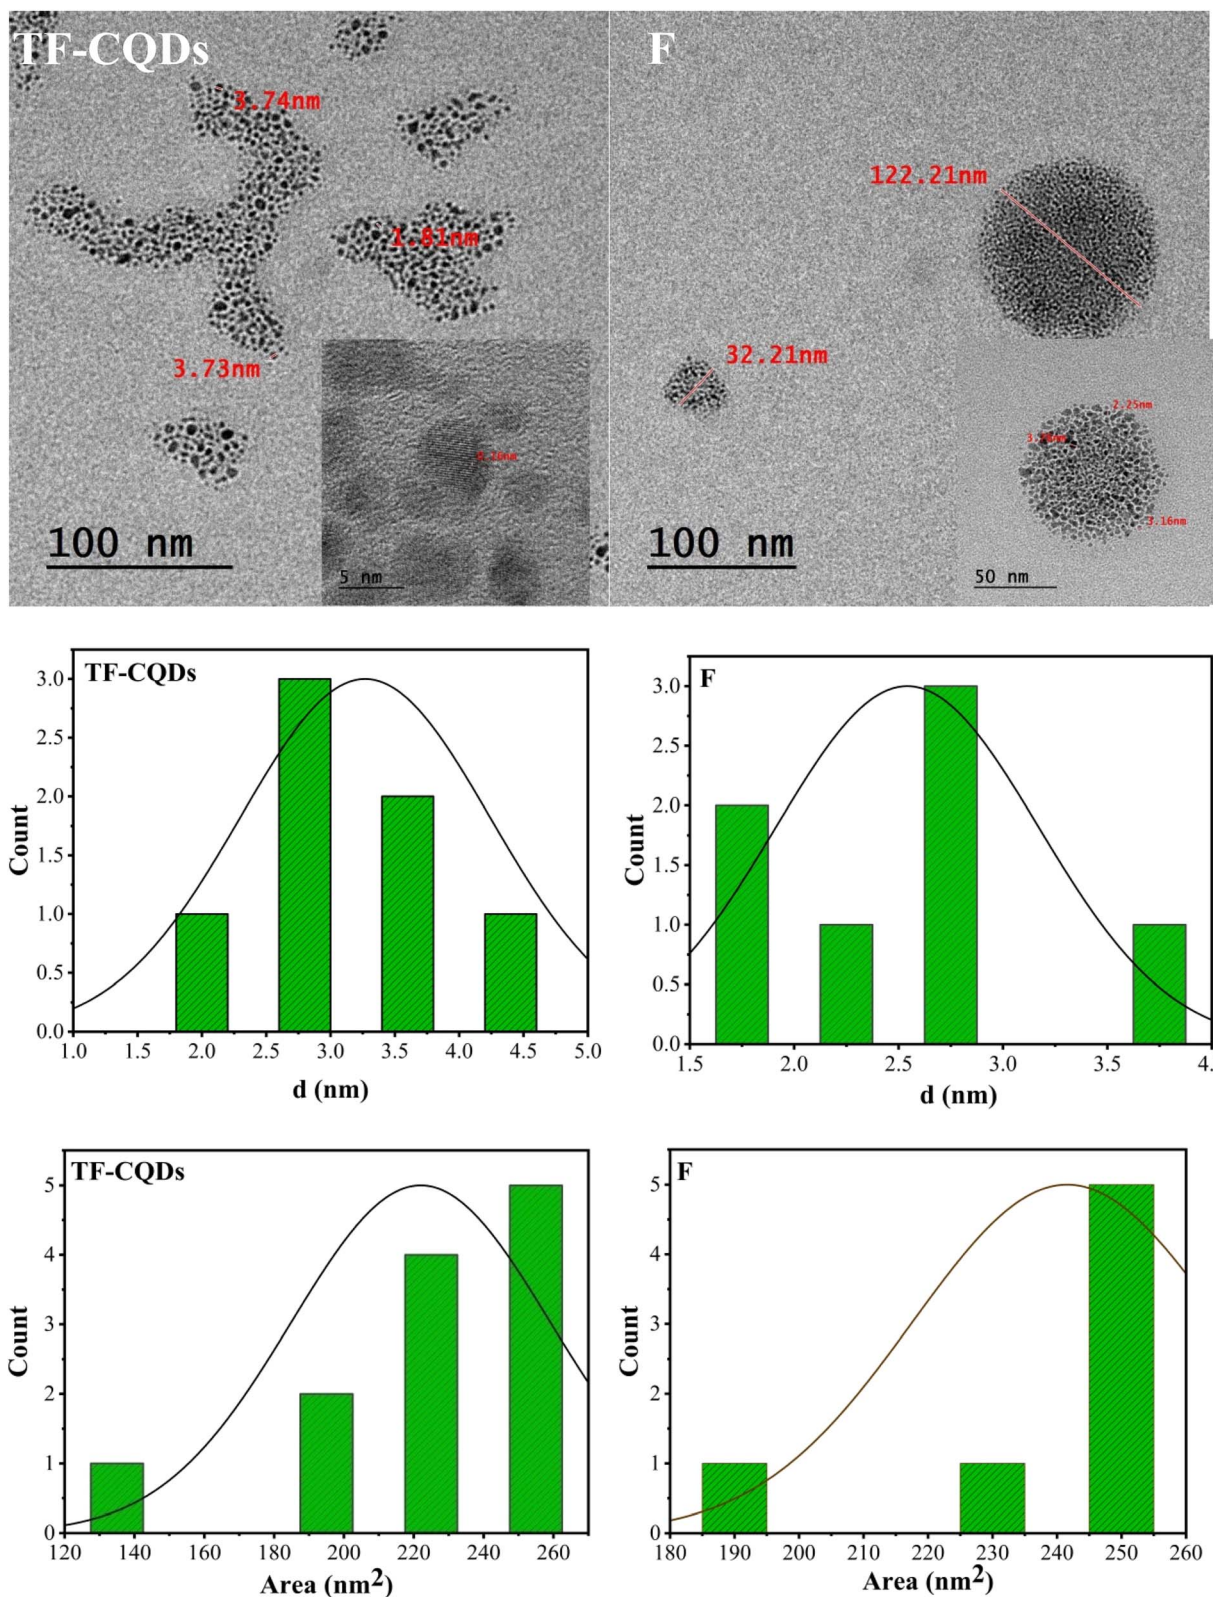 TF-CQDs
3.74nm
1.81nm
3.73nm
100 nm
5 nm
F
122.21nm
32.21nm
2.25nm
3.16nm
100 nm
50 nm
TF-CQDs
3.0
2.5
2.0
1.5
1.0
0.5
0.0
Count
1.0 1.5 2.0 2.5 3.0 3.5 4.0 4.5 5.0
d (nm)
F
3.0
2.5
2.0
1.5
1.0
0.5
0.0
Count
1.5 2.0 2.5 3.0 3.5 4.
d (nm)
TF-CQDs
5
4
3
2
1
0
Count
120 140 160 180 200 220 240 260
Area (nm²)
F
5
4
3
2
1
0
Count
180 190 200 210 220 230 240 250 260
Area (nm²)